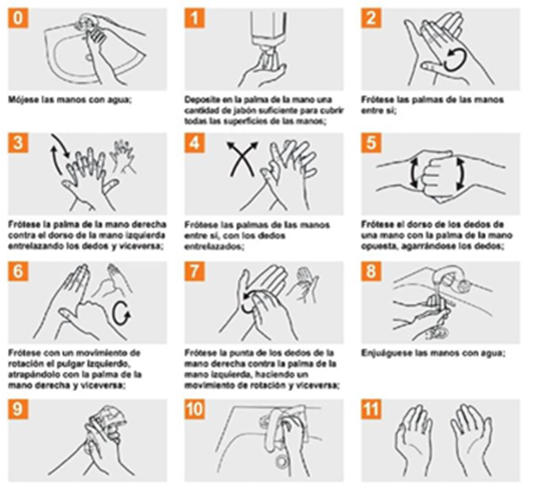 0
1
2
Mójese las manos con agua;
Deposite en la palma de la mano una
cantidad de jabón suficiente para cubrir
todas las superficies de las manos;
Frótese las palmas de las manos
entre sí;
3
4
5
Frótese la palma de la mano derecha
contra el dorso de la mano izquierda
entrelazando los dedos y viceversa;
Frótese las palmas de las manos
entre sí, con los dedos
entrelazados;
Frótese el dorso de los dedos de
una mano con la palma de la mano
opuesta, agarrándose los dedos;
6
7
8
Frótese con un movimiento de
rotación el pulgar izquierdo,
atrapándolo con la palma de la
mano derecha y viceversa;
Frótese la punta de los dedos de la
mano derecha contra la palma de la
mano izquierda, haciendo un
movimiento de rotación y viceversa;
Enjuáguese las manos con agua;
9
10
11